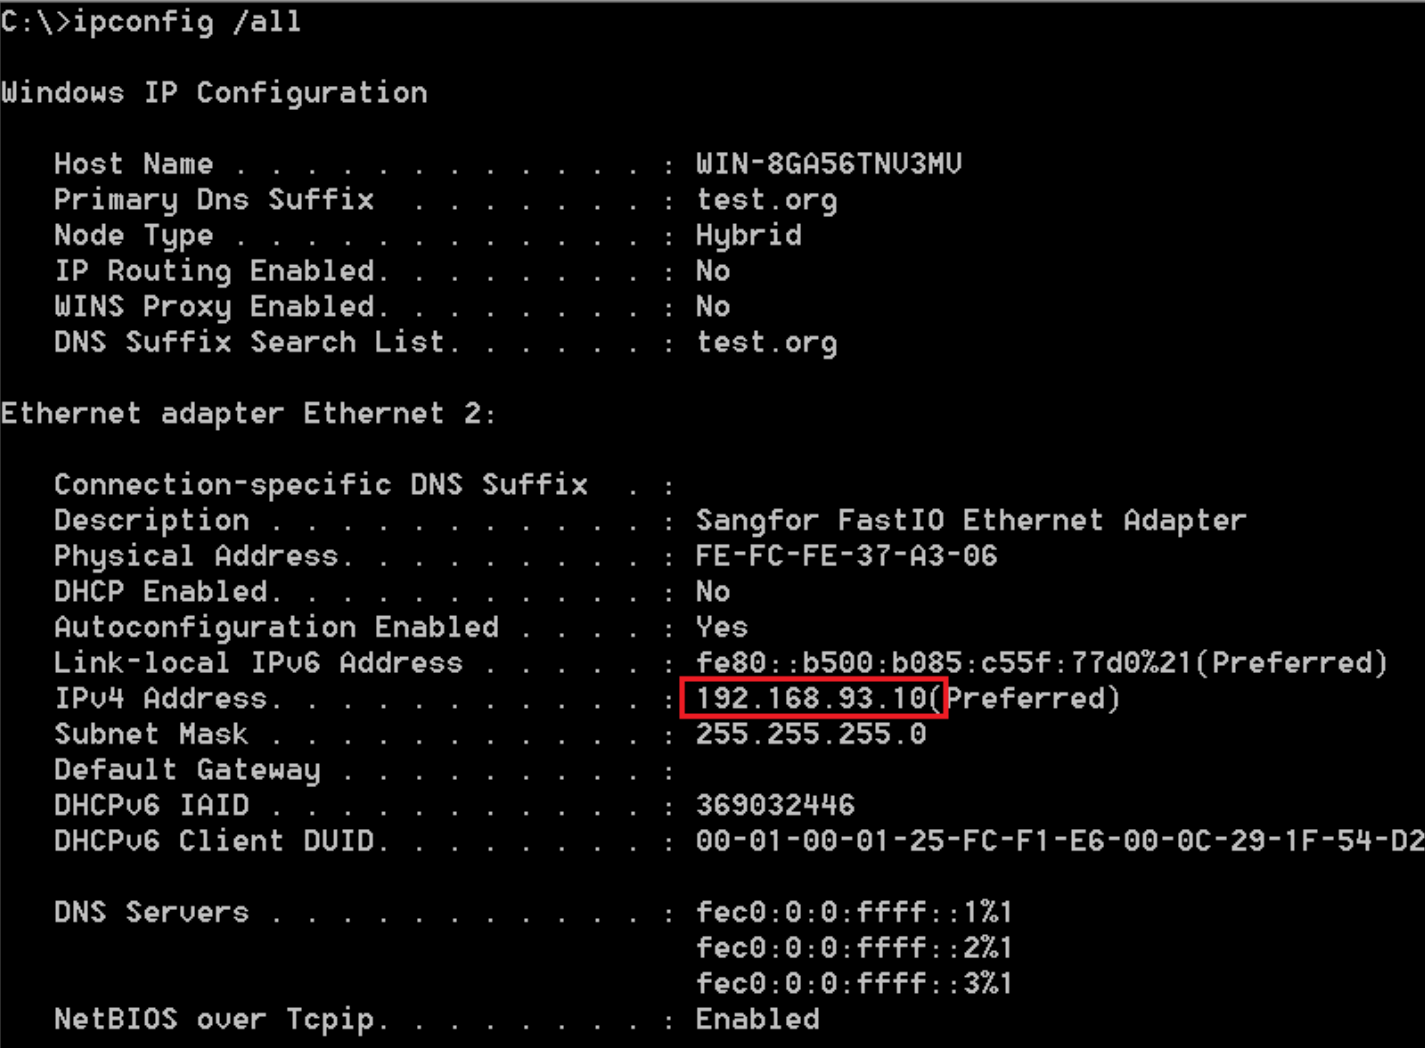 C:\>ipconfig /all
Windows IP Configuration
Host Name . . . . . . . . . . . . : WIN-8GA56TNV3MV
Primary Dns Suffix  . . . . . . . : test.org
Node Type . . . . . . . . . . . . : Hybrid
IP Routing Enabled. . . . . . . . : No
WINS Proxy Enabled. . . . . . . . : No
DNS Suffix Search List. . . . . . : test.org
Ethernet adapter Ethernet 2:
Connection-specific DNS Suffix  . :
Description . . . . . . . . . . . : Sangfor FastIO Ethernet Adapter
Physical Address. . . . . . . . . : FE-FC-FE-37-A3-06
DHCP Enabled. . . . . . . . . . . : No
Autoconfiguration Enabled . . . . : Yes
Link-local IPv6 Address . . . . . : fe80::b500:b085:c55f:77d0%21(Preferred)
IPv4 Address. . . . . . . . . . . : 192.168.93.10(Preferred)
Subnet Mask . . . . . . . . . . . : 255.255.255.0
Default Gateway . . . . . . . . . :
DHCPv6 IAID . . . . . . . . . . . : 369032446
DHCPv6 Client DUID. . . . . . . . : 00-01-00-01-25-FC-F1-E6-00-0C-29-1F-54-D2
DNS Servers . . . . . . . . . . . : fec0:0:0:ffff::1%1
fec0:0:0:ffff::2%1
fec0:0:0:ffff::3%1
NetBIOS over Tcpip. . . . . . . . : Enabled